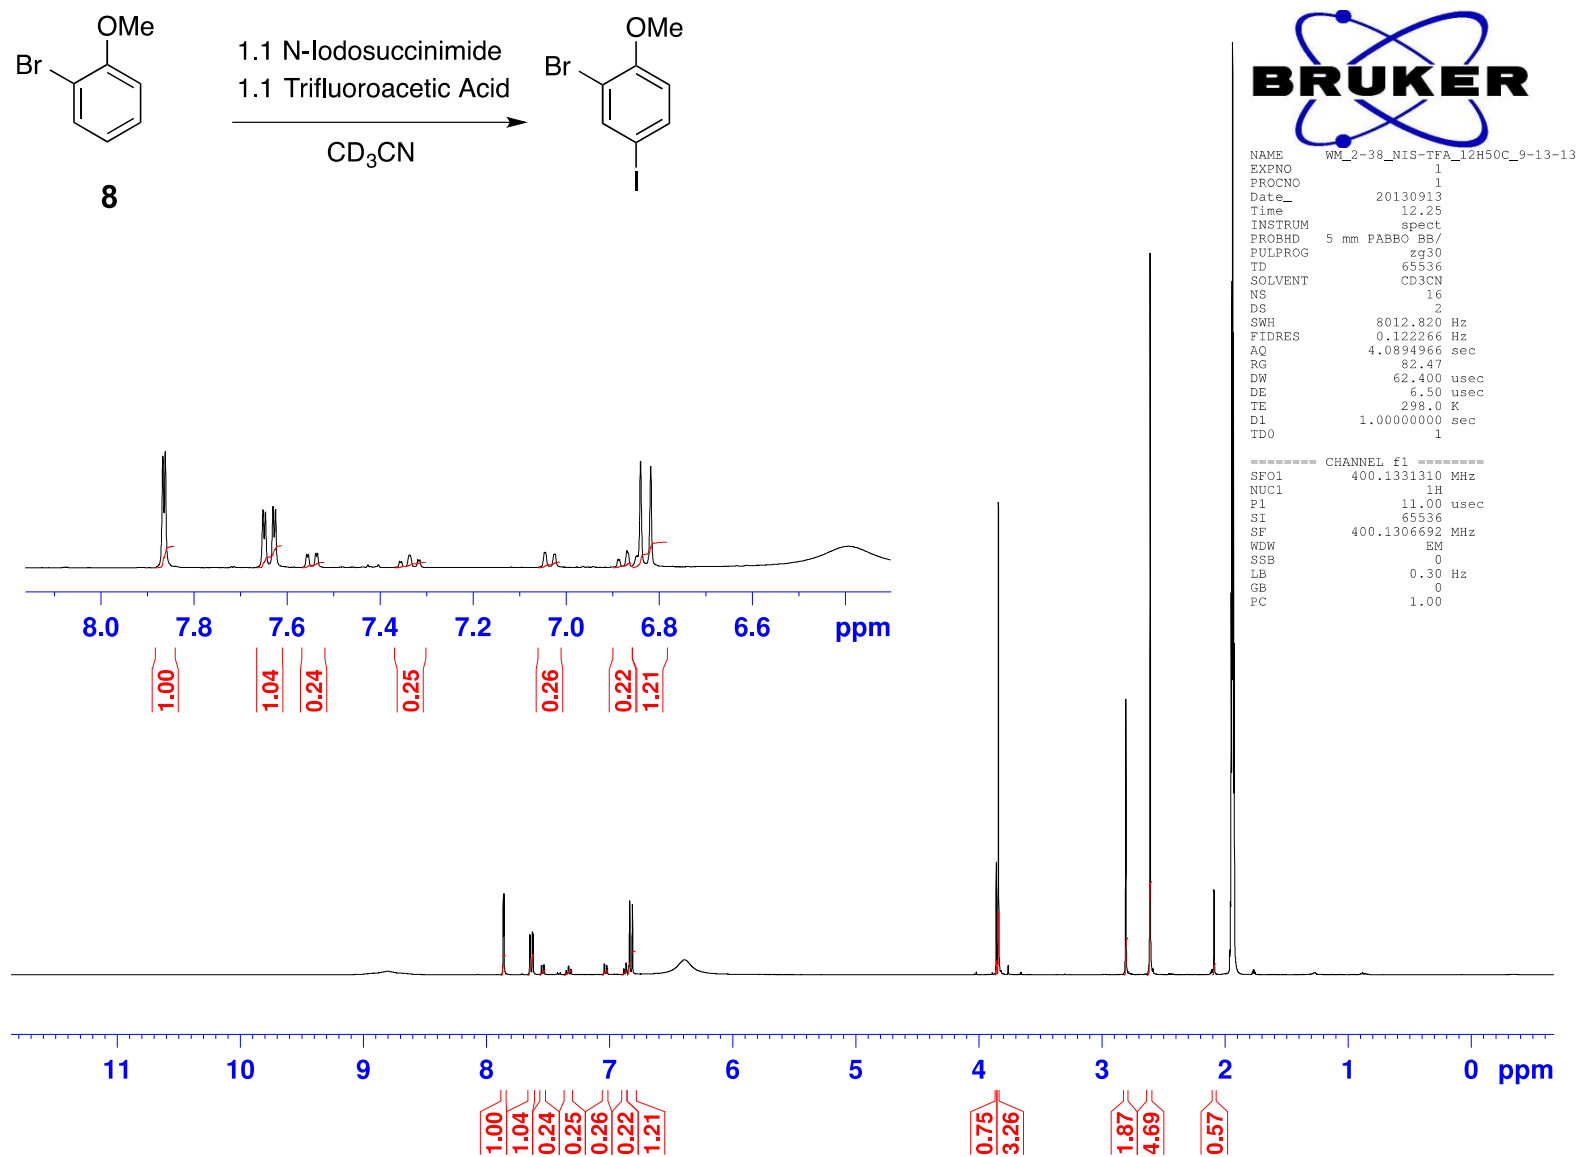 OMe
Br
8
1.1 N-Iodosuccinimide
1.1 Trifluoroacetic Acid
CD3CN
OMe
Br
I
BRUKER
NAME WM_2-38_NIS-TFA_12H50C_9-13-13
EXPNO 1
PROCNO 1
Date_ 20130913
Time 12.25
INSTRUM spect
PROBHD 5 mm PABBO BB/
PULPROG zg30
TD 65536
SOLVENT CD3CN
NS 16
DS 2
SWH 8012.820 Hz
FIDRES 0.122266 Hz
AQ 4.0894966 sec
RG 82.47
DW 62.400 usec
DE 6.50 usec
TE 298.0 K
D1 1.00000000 sec
TD0 1
======== CHANNEL f1 ========
SFO1 400.1331310 MHz
NUC1 1H
P1 11.00 usec
SI 65536
SF 400.1306692 MHz
WDW EM
SSB 0
LB 0.30 Hz
GB 0
PC 1.00
8.0 7.8 7.6 7.4 7.2 7.0 6.8 6.6 ppm
1.00 1.04 0.24 0.25 0.26 0.22 1.21
11 10 9 8 7 6 5 4 3 2 1 0 ppm
1.00 1.04 0.24 0.25 0.26 0.22 1.21 0.75 3.26 1.87 4.69 0.57